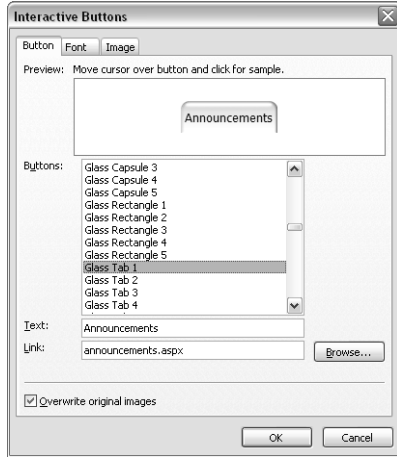 Interactive Buttons
Button Font Image
Preview: Move cursor over button and click for sample.
Announcements
Buttons:
Glass Capsule 3
Glass Capsule 4
Glass Capsule 5
Glass Rectangle 1
Glass Rectangle 2
Glass Rectangle 3
Glass Rectangle 4
Glass Rectangle 5
Glass Tab 1
Glass Tab 2
Glass Tab 3
Glass Tab 4
Text: Announcements
Link: announcements.aspx Browse...
Overwrite original images
OK Cancel